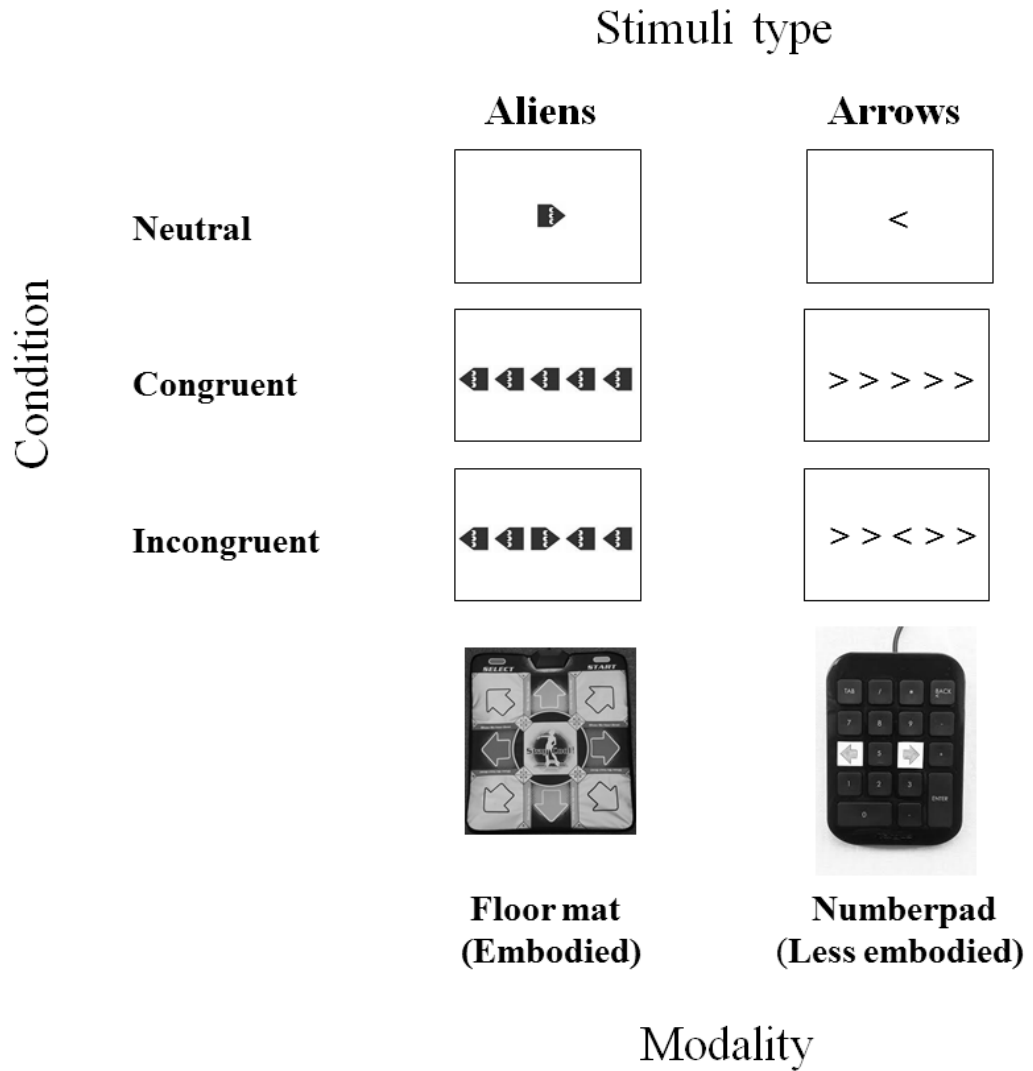 Stimuli type
Aliens Arrows
Condition
Neutral
<
Congruent
> > > > >
Incongruent
> > < > >
SELECT START
TAB / * BACK
7 8 9 -
5 +
1 2 3
ENTER
0 .
Floor mat Numberpad
(Embodied) (Less embodied)
Modality